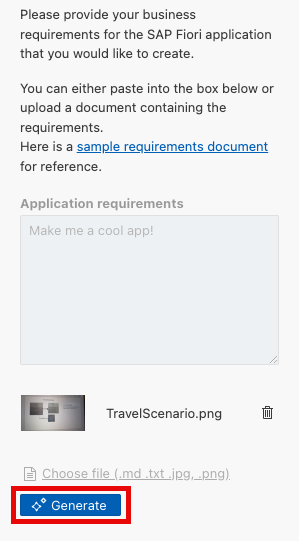 Please provide your business
requirements for the SAP Fiori application
that you would like to create.
You can either paste into the box below or
upload a document containing the
requirements.
Here is a sample requirements document
for reference.
Application requirements
Make me a cool app!
TravelScenario.png
Choose file (.md .txt .jpg, .png)
Generate